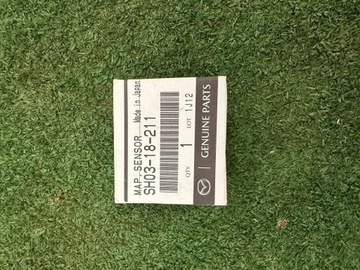 MAP, SENSOR Made in Japan
SH03-18-211
QTY 1 LOT 1J12
GENUINE PARTS